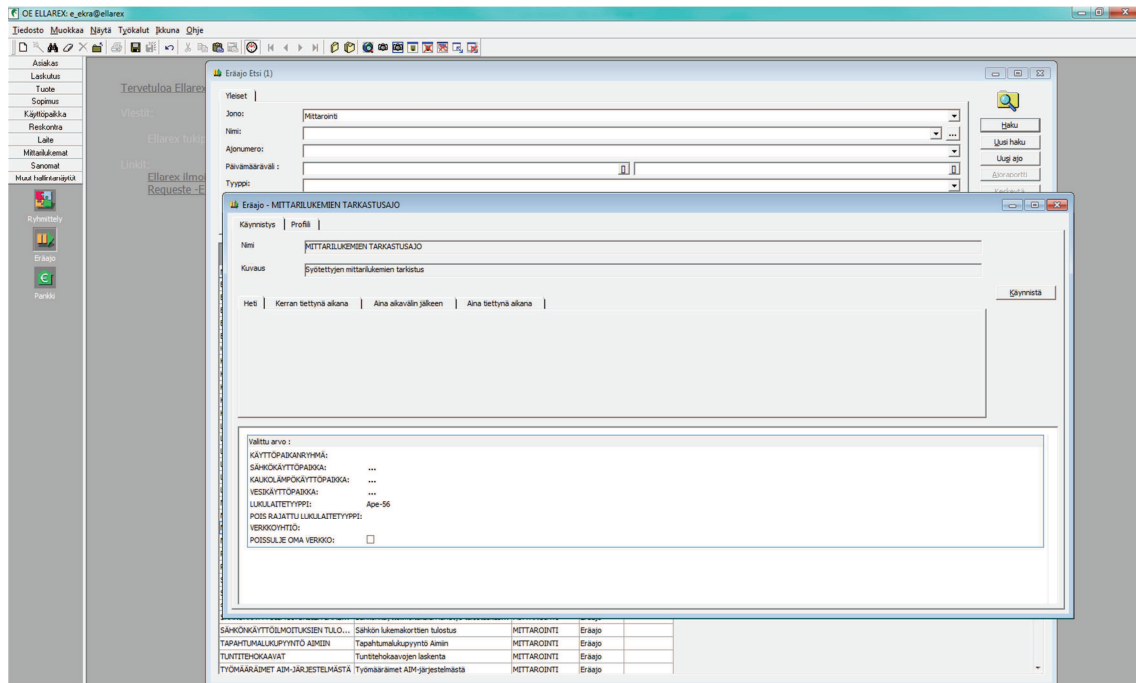 OE ELLAREX: e_ekra@ellarex
Tiedosto Muokkaa Näytä Työkalut Ikkuna Ohje
Asiakas
Laskutus
Tuote
Sopimus
Käyttöpaikka
Reskontra
Laite
Mittarilukemat
Sanomat
Muut hallintanäytöt
Ryhmittely
Eräajo
Pankki
Tervetuloa Ellarex
Viestit:
Ellarex tukip
Linkit:
Ellarex ilmoi
Requeste -E
Eräajo Etsi (1)
Yleiset
Jono: Mittarointi
Nimi:
Ajonumero:
Päivämääräväli :
Tyyppi:
Haku
Uusi haku
Uusi ajo
Ajoraportti
Eräajo - MITTARILUKEMIEN TARKASTUSAJO
Käynnistys Profiili
Nimi MITTARILUKEMIEN TARKASTUSAJO
Kuvaus Syötettyjen mittarilukemien tarkistus
Käynnistä
Heti Kerran tiettynä aikana Aina aikavälin jälkeen Aina tiettynä aikana
Valittu arvo :
KÄYTTÖPAIKANRYHMÄ:
SÄHKÖKÄYTTÖPAIKKA: ...
KAUKOLÄMPÖKÄYTTÖPAIKKA: ...
VESIKÄYTTÖPAIKKA: ...
LUKULAITETYYPPI: Ape-56
POIS RAJATTU LUKULAITETYYPPI:
VERKKOYHTIÖ:
POISSULJE OMA VERKKO:
SÄHKÖNKÄYTTÖILMOITUKSIEN TULO... Sähkön lukemakorttien tulostus MITTAROINTI Eräajo
TAPAHTUMALUKUPYYNTÖ AIMIIN Tapahtumalukupyyntö Aimiin MITTAROINTI Eräajo
TUNTITEHOKAAVAT Tuntitehokaavojen laskenta MITTAROINTI Eräajo
TYÖMÄÄRÄIMET AIM-JÄRJESTELMÄSTÄ Työmääräimet AIM-järjestelmästä MITTAROINTI Eräajo